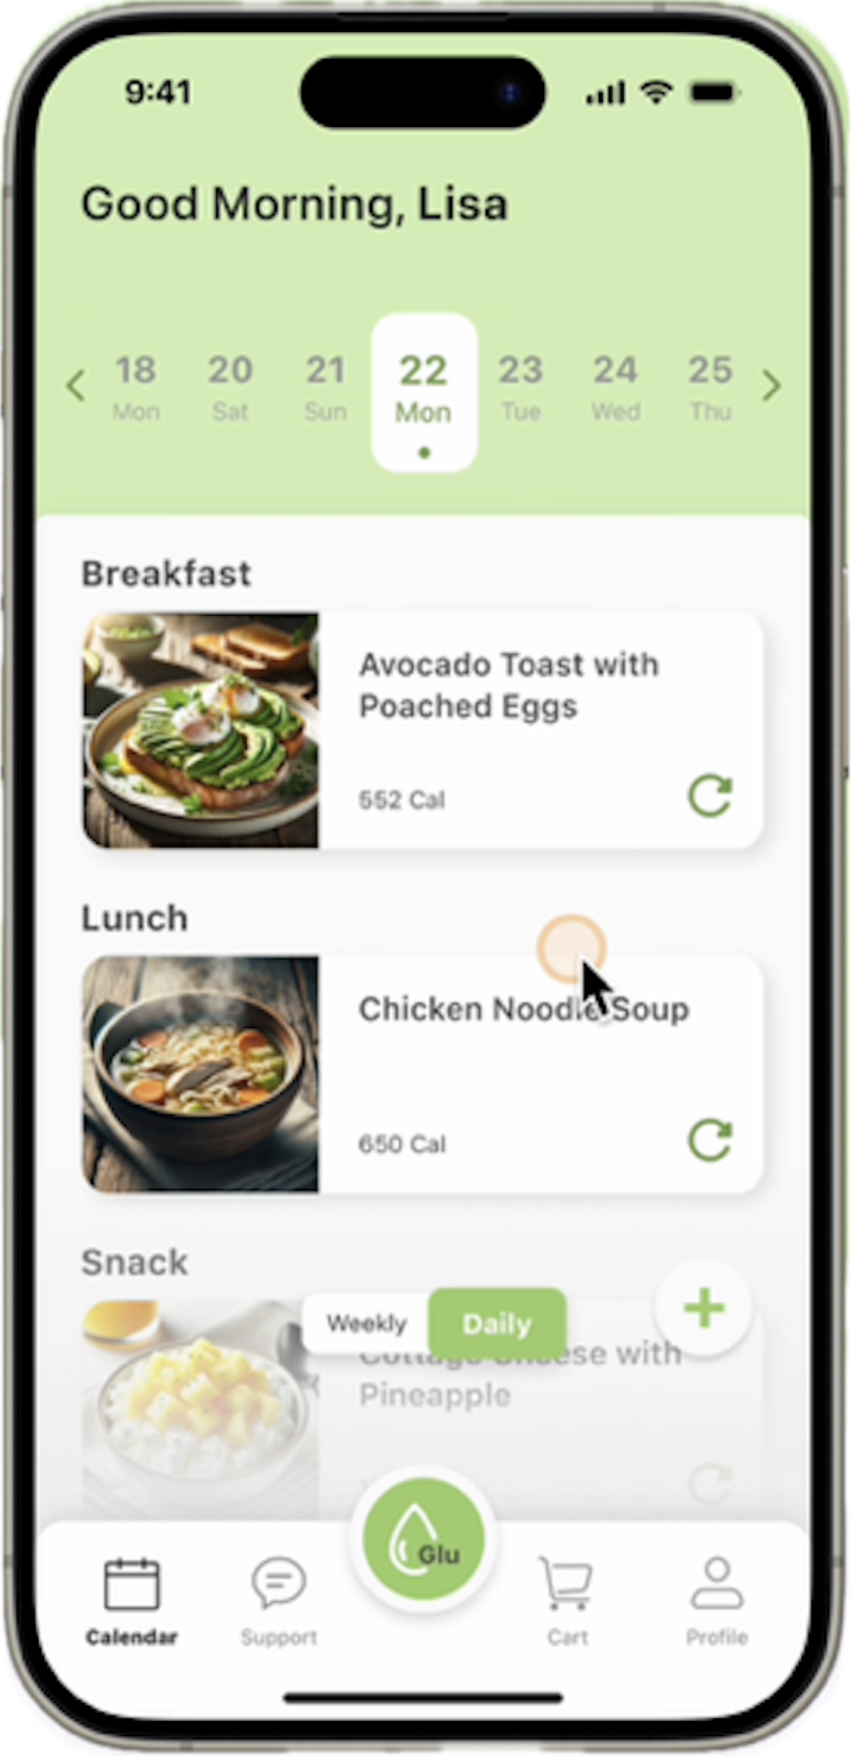 9:41
Good Morning, Lisa
18 20 21 22 23 24 25
Mon Sat Sun Mon Tue Wed Thu
Breakfast
Avocado Toast with
Poached Eggs
552 Cal
Lunch
Chicken Noodle Soup
650 Cal
Snack
Weekly Daily
Cottage Cheese with
Pineapple
Glu
Calendar Support Cart Profile